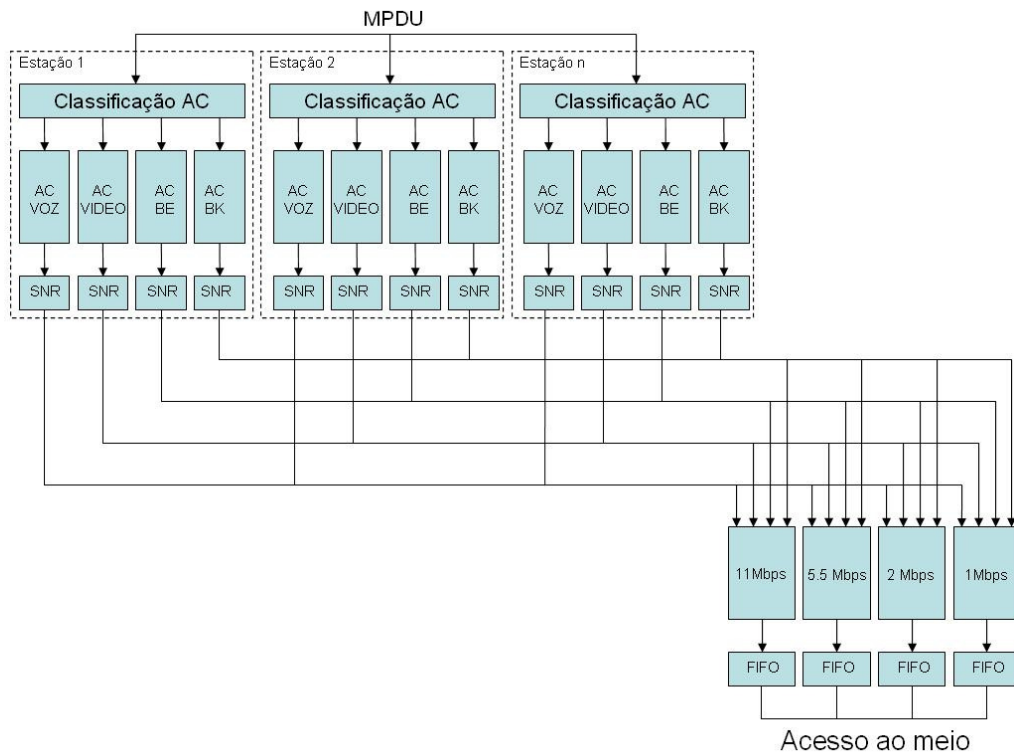 MPDU
Estação 1
Estação 2
Estação n
Classificação AC
Classificação AC
Classificação AC
AC
VOZ
AC
VIDEO
AC
BE
AC
BK
AC
VOZ
AC
VIDEO
AC
BE
AC
BK
AC
VOZ
AC
VIDEO
AC
BE
AC
BK
SNR
SNR
SNR
SNR
SNR
SNR
SNR
SNR
SNR
SNR
SNR
SNR
11Mbps
5.5 Mbps
2 Mbps
1Mbps
FIFO
FIFO
FIFO
FIFO
Acesso ao meio